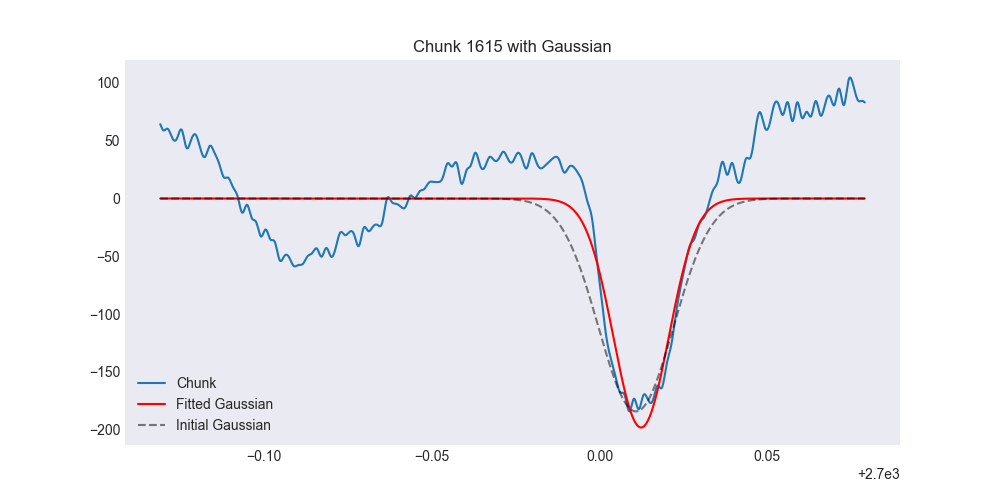 Chunk 1615 with Gaussian
100
50
0
−50
−100
−150
−200
Chunk
Fitted Gaussian
Initial Gaussian
−0.10
−0.05
0.00
0.05
+2.7e3